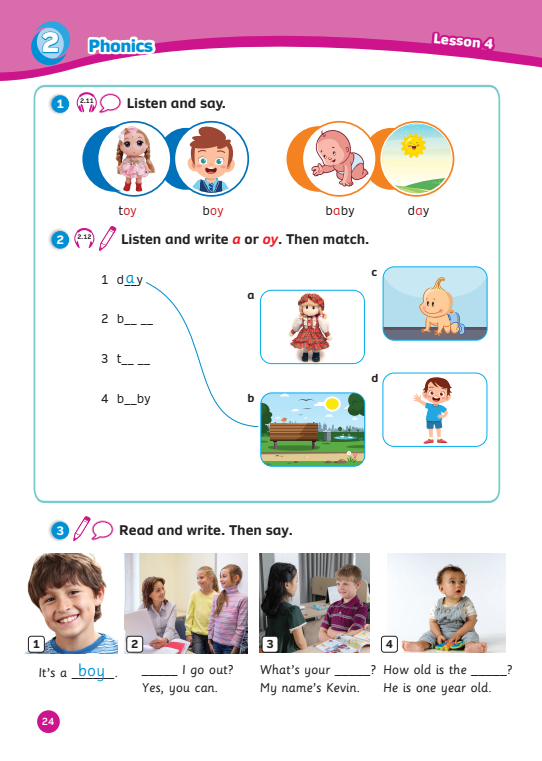 2 Phonics
Lesson 4
1 2.11 Listen and say.
toy boy baby day
2 2.12 Listen and write a or oy. Then match.
1 d_a_y
2 b__ __
3 t__ __
4 b__by
a
b
c
d
3 Read and write. Then say.
1 2 3 4
It's a boy.
_____ I go out?
Yes, you can.
What's your _____?
My name's Kevin.
How old is the _____?
He is one year old.
24